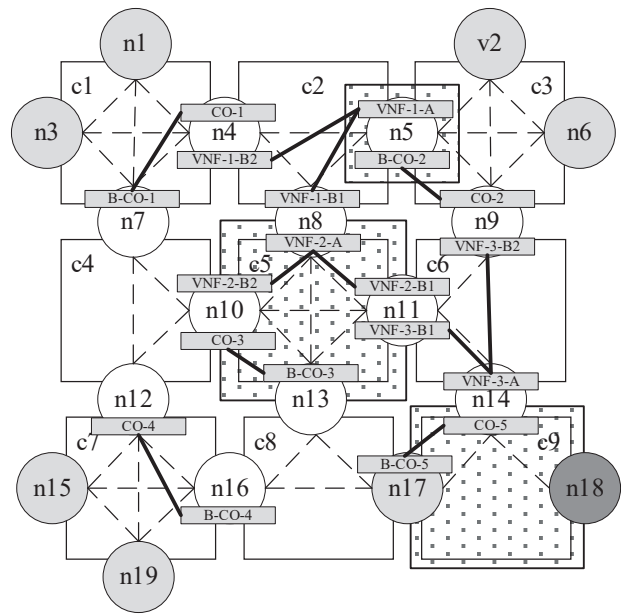 n1
v2
c1
c2
c3
CO-1
VNF-1-A
n3
n4
n5
n6
VNF-1-B2
B-CO-2
B-CO-1
VNF-1-B1
CO-2
n7
n8
n9
VNF-2-A
VNF-3-B2
c4
c5
c6
VNF-2-B2
VNF-2-B1
n10
n11
VNF-3-B1
CO-3
B-CO-3
VNF-3-A
n12
n13
n14
CO-4
CO-5
c7
c8
c9
B-CO-5
n15
n16
n17
n18
B-CO-4
n19